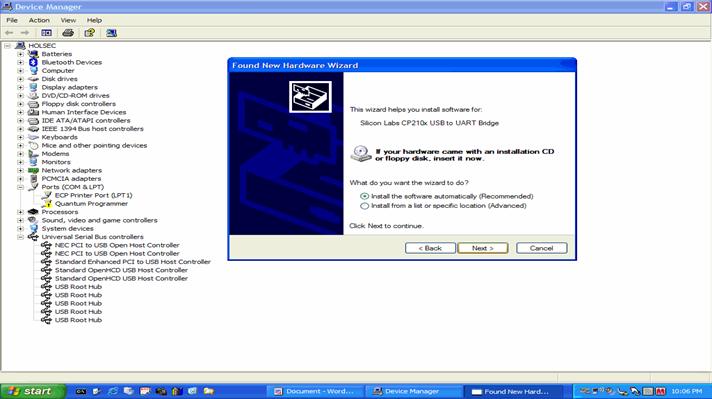 Device Manager
File Action View Help
HOLSEC
Batteries
Bluetooth Devices
Computer
Disk drives
Display adapters
DVD/CD-ROM drives
Floppy disk controllers
Human Interface Devices
IDE ATA/ATAPI controllers
IEEE 1394 Bus host controllers
Keyboards
Mice and other pointing devices
Modems
Monitors
Network adapters
PCMCIA adapters
Ports (COM & LPT)
ECP Printer Port (LPT1)
Quantum Programmer
Processors
Sound, video and game controllers
System devices
Universal Serial Bus controllers
NEC PCI to USB Open Host Controller
NEC PCI to USB Open Host Controller
Standard Enhanced PCI to USB Host Controller
Standard OpenHCD USB Host Controller
Standard OpenHCD USB Host Controller
USB Root Hub
USB Root Hub
USB Root Hub
USB Root Hub
USB Root Hub
Found New Hardware Wizard
This wizard helps you install software for:
Silicon Labs CP210x USB to UART Bridge
If your hardware came with an installation CD
or floppy disk, insert it now.
What do you want the wizard to do?
Install the software automatically (Recommended)
Install from a list or specific location (Advanced)
Click Next to continue.
< Back Next > Cancel
start Document - Word... Device Manager Found New Hard... 10:06 PM